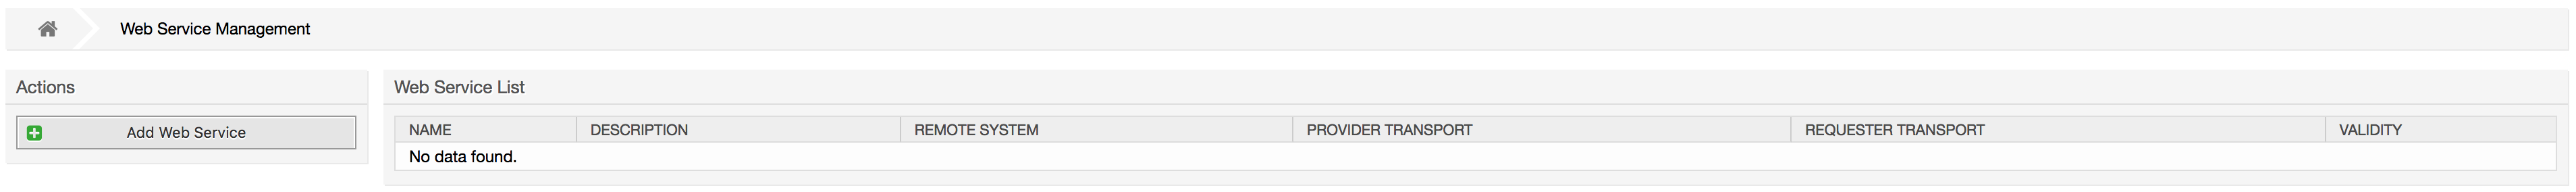 Web Service Management
Actions
Add Web Service
Web Service List
NAME DESCRIPTION REMOTE SYSTEM PROVIDER TRANSPORT REQUESTER TRANSPORT VALIDITY
No data found.